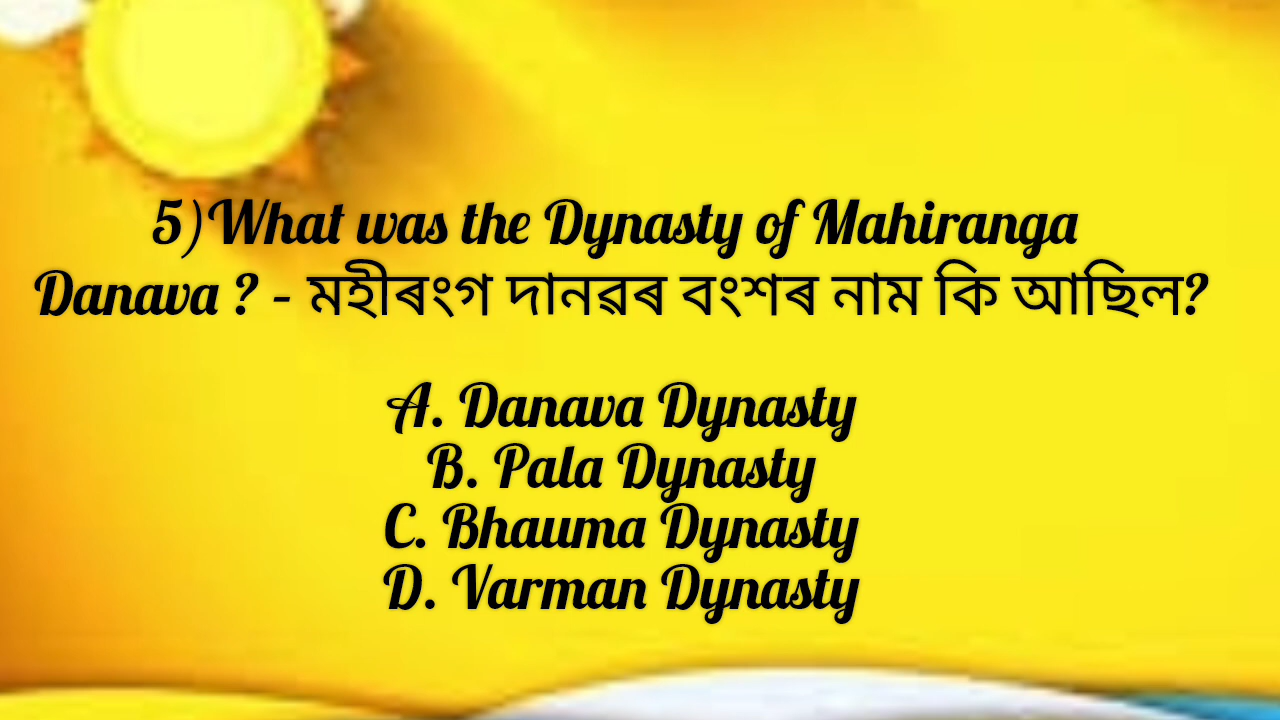 5)What was the Dynasty of Mahiranga
Danava ? - মহীৰংগ দানৱৰ বংশৰ নাম কি আছিল?
A. Danava Dynasty
B. Pala Dynasty
C. Bhauma Dynasty
D. Varman Dynasty